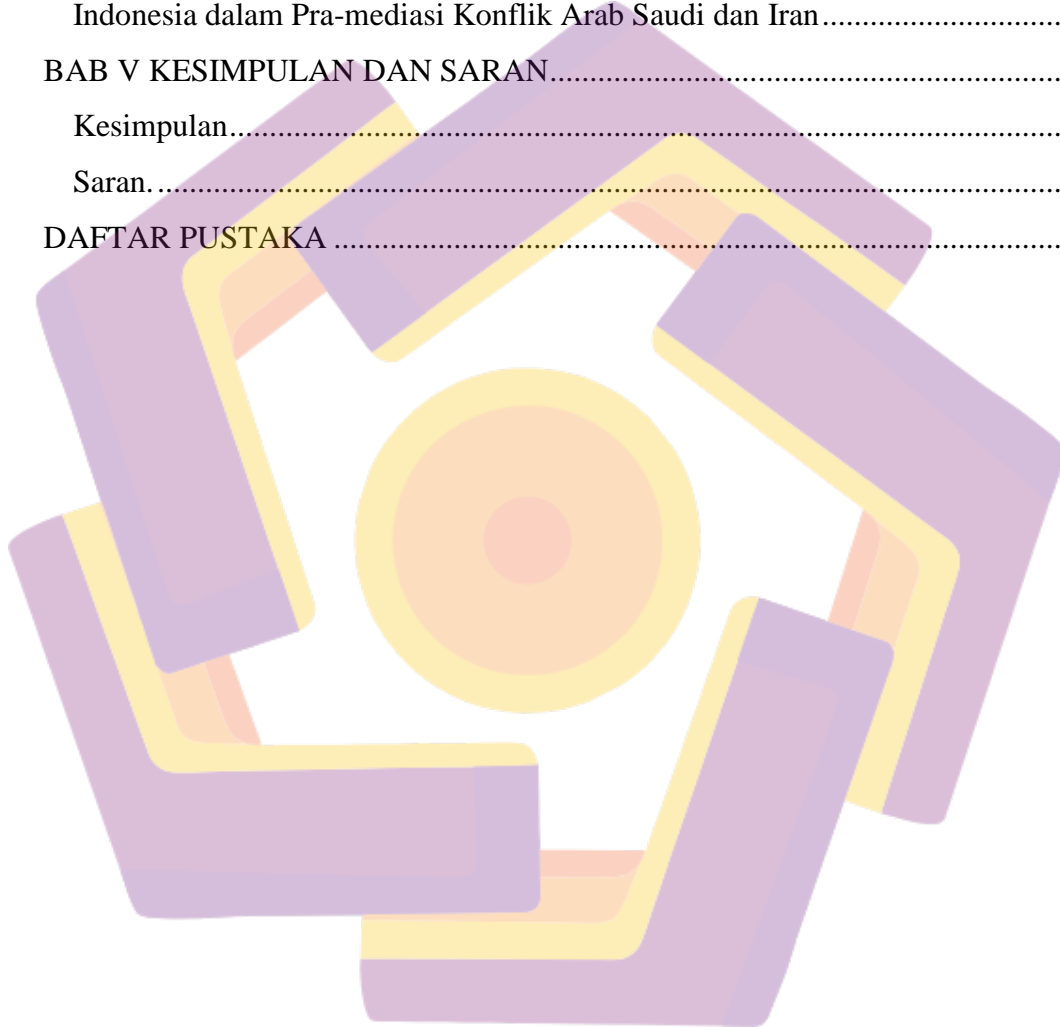 Indonesia dalam Pra-mediasi Konflik Arab Saudi dan Iran..............................
BAB V KESIMPULAN DAN SARAN................................................................
Kesimpulan.........................................................................................................
Saran...................................................................................................................
DAFTAR PUSTAKA..........................................................................................